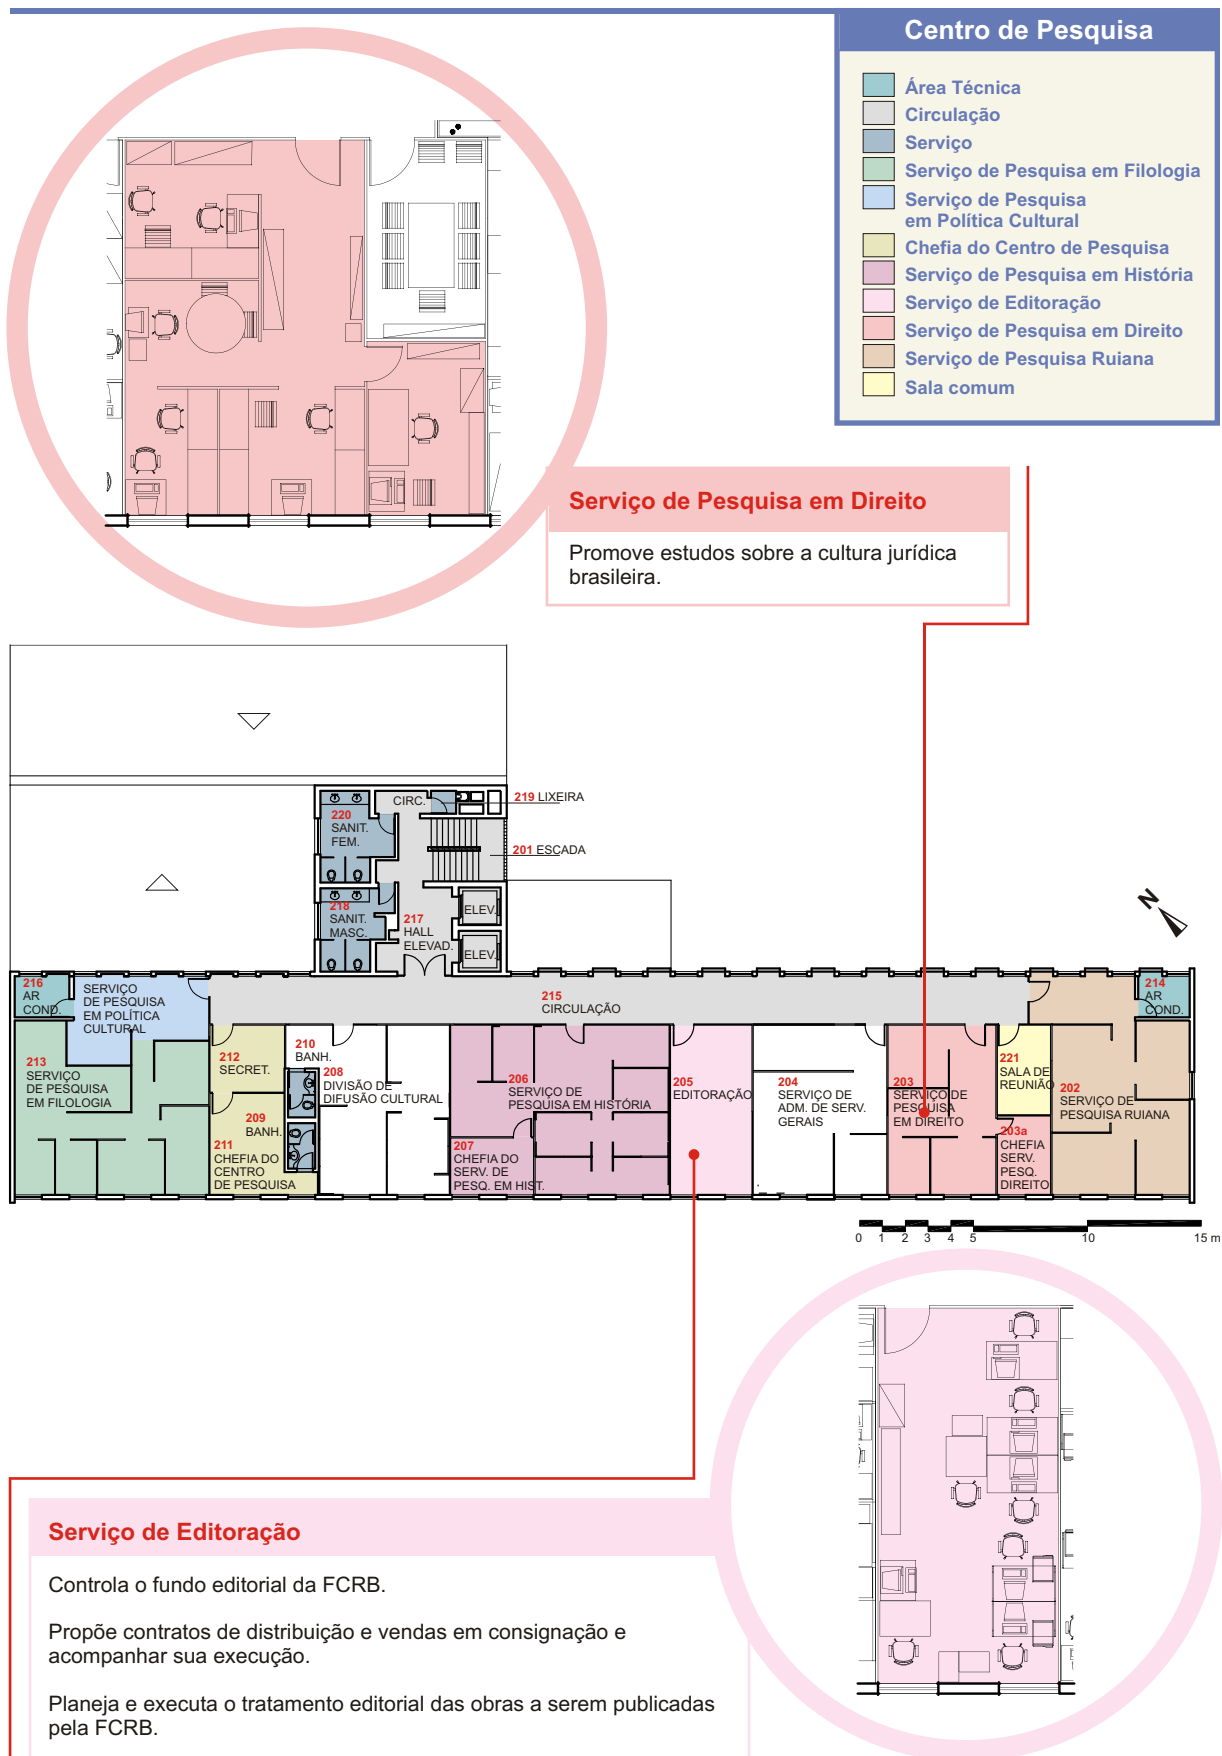 Centro de Pesquisa
Área Técnica
Circulação
Serviço
Serviço de Pesquisa em Filologia
Serviço de Pesquisa
em Política Cultural
Chefia do Centro de Pesquisa
Serviço de Pesquisa em História
Serviço de Editoração
Serviço de Pesquisa em Direito
Serviço de Pesquisa Ruiana
Sala comum
Serviço de Pesquisa em Direito
Promove estudos sobre a cultura jurídica
brasileira.
CIRC.
219 LIXEIRA
220
SANIT.
FEM.
201 ESCADA
218
SANIT.
MASC.
217
HALL
ELEVAD.
ELEV.
ELEV.
N
216
AR
COND.
SERVIÇO
DE PESQUISA
EM POLÍTICA
CULTURAL
215
CIRCULAÇÃO
214
AR
COND.
213
SERVIÇO
DE PESQUISA
EM FILOLOGIA
212
SECRET.
210
BANH.
208
DIVISÃO DE
DIFUSÃO CULTURAL
209
BANH.
211
CHEFIA DO
CENTRO
DE PESQUISA
206
SERVIÇO DE
PESQUISA EM HISTÓRIA
207
CHEFIA DO
SERV. DE
PESQ. EM HIST.
205
EDITORAÇÃO
204
SERVIÇO DE
ADM. DE SERV.
GERAIS
203
SERVIÇO DE
PESQUISA
EM DIREITO
221
SALA DE
REUNIÃO
203a
CHEFIA
SERV.
PESQ.
DIREITO
202
SERVIÇO DE
PESQUISA RUIANA
0 1 2 3 4 5 10 15 m
Serviço de Editoração
Controla o fundo editorial da FCRB.
Propõe contratos de distribuição e vendas em consignação e
acompanhar sua execução.
Planeja e executa o tratamento editorial das obras a serem publicadas
pela FCRB.